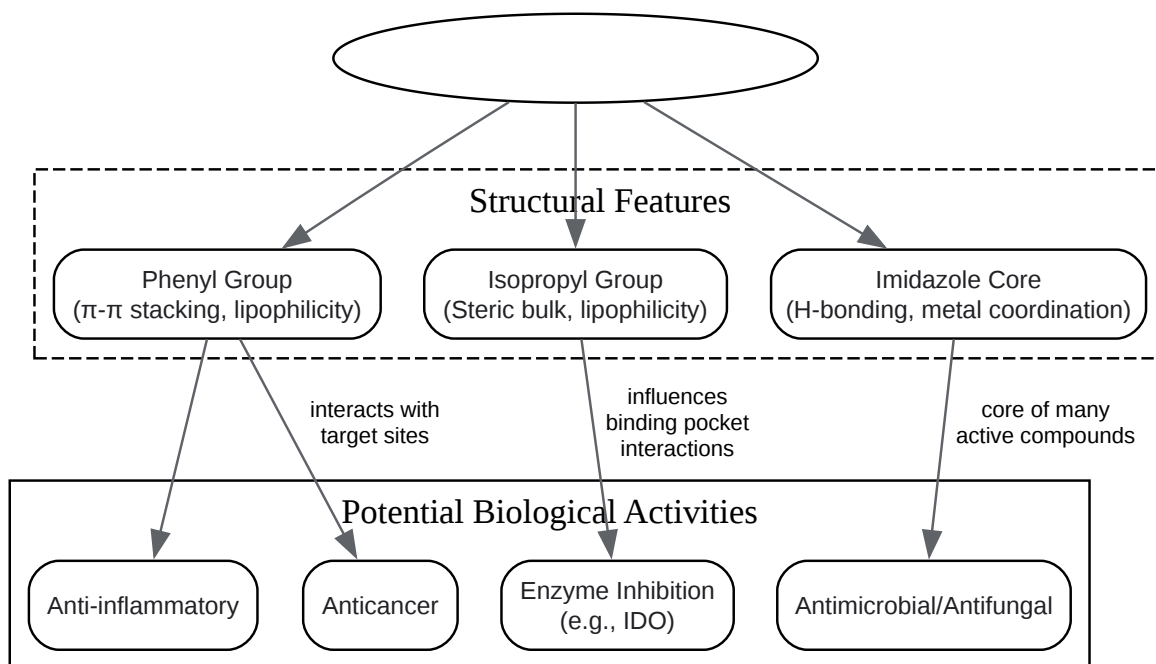 Structural Features
Phenyl Group
(π-π stacking, lipophilicity)
Isopropyl Group
(Steric bulk, lipophilicity)
Imidazole Core
(H-bonding, metal coordination)
interacts with
target sites
influences
binding pocket
interactions
core of many
active compounds
Potential Biological Activities
Anti-inflammatory
Anticancer
Enzyme Inhibition
(e.g., IDO)
Antimicrobial/Antifungal